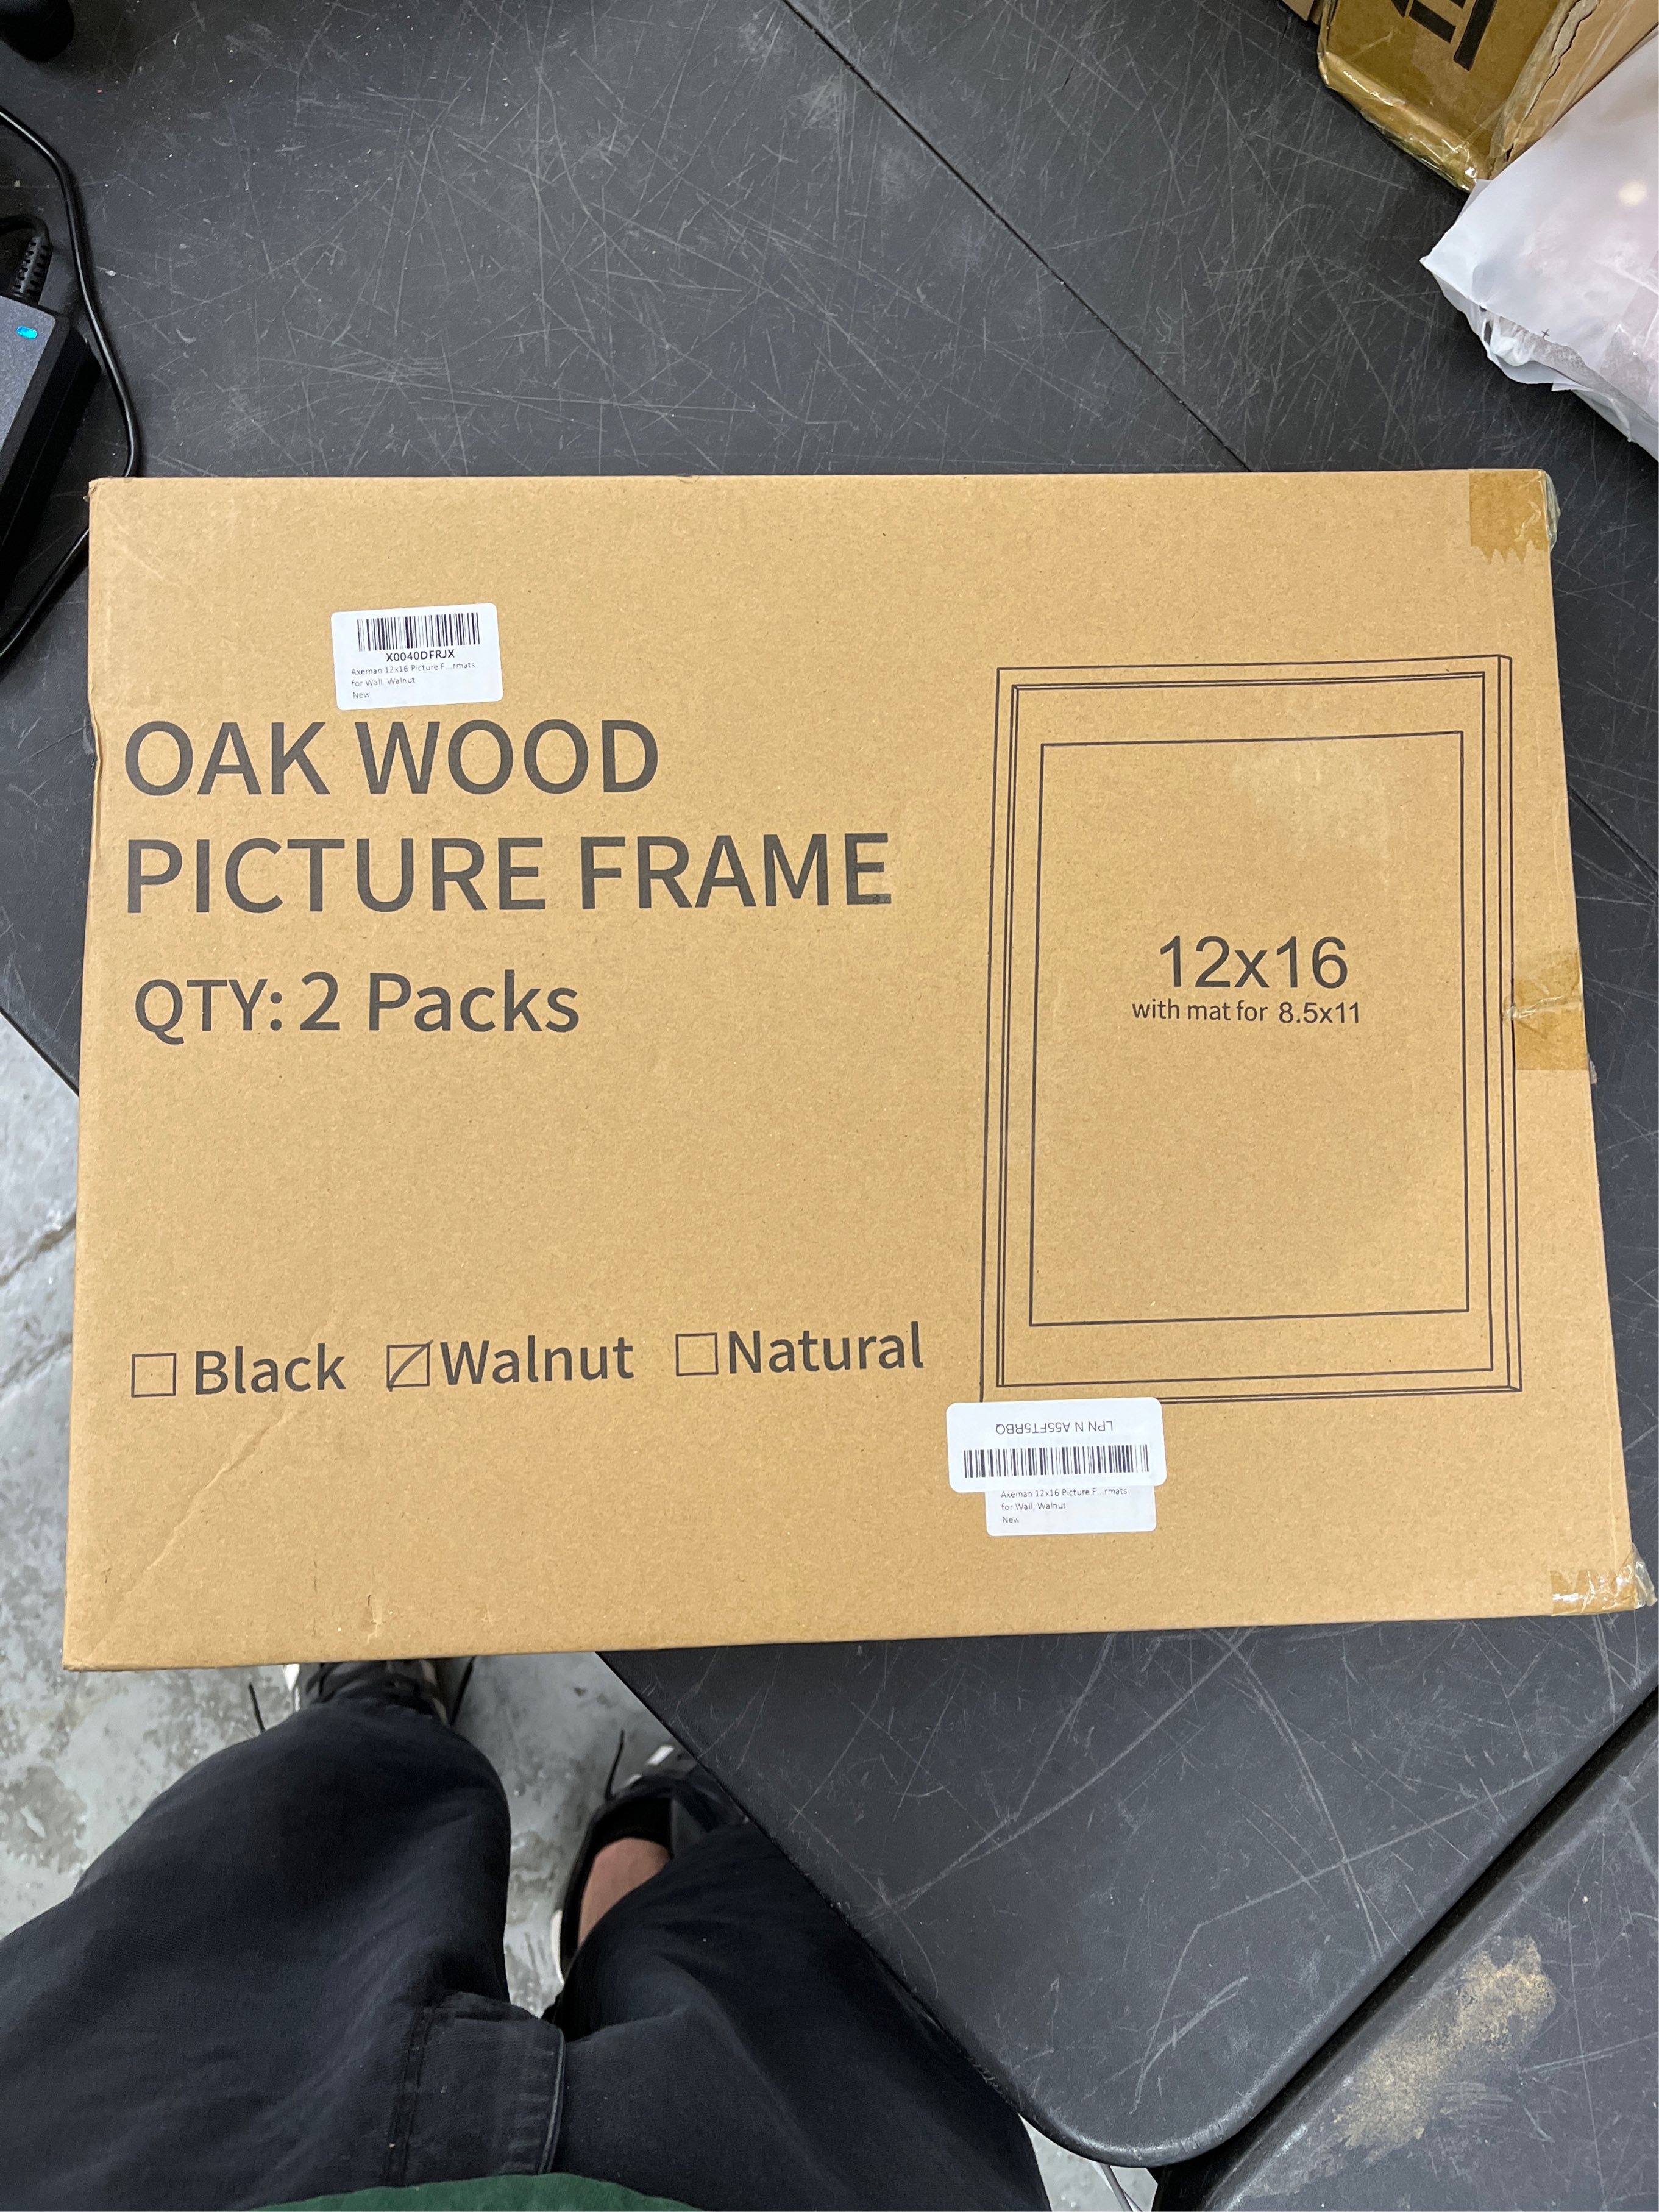 X0040DFRJX
Axeman 12x16 Picture F...rmats
for Wall, Walnut
New
OAK WOOD
PICTURE FRAME
QTY: 2 Packs
12x16
with mat for 8.5x11
Black Walnut Natural
LPN N A55FT5RBQ
Axeman 12x16 Picture F...rmats
for Wall, Walnut
New